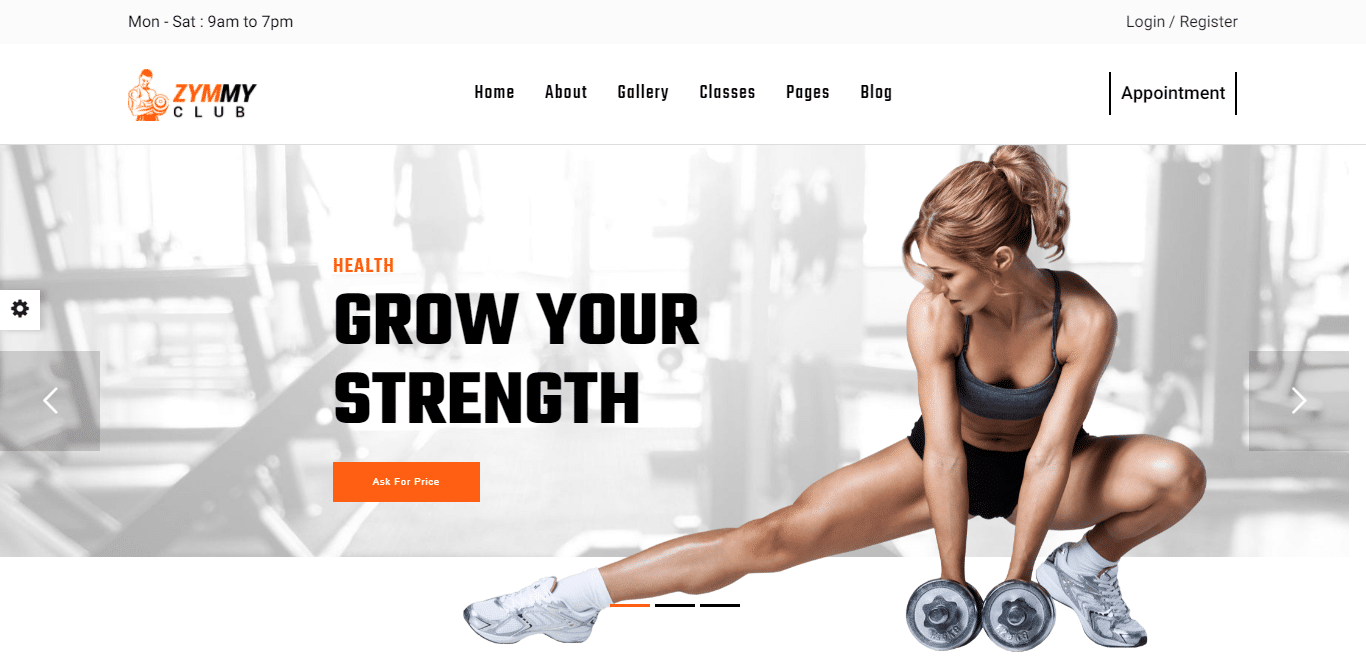 Mon - Sat : 9am to 7pm
Login / Register
ZYMMY
CLUB
Home
About
Gallery
Classes
Pages
Blog
Appointment
HEALTH
GROW YOUR
STRENGTH
Ask For Price